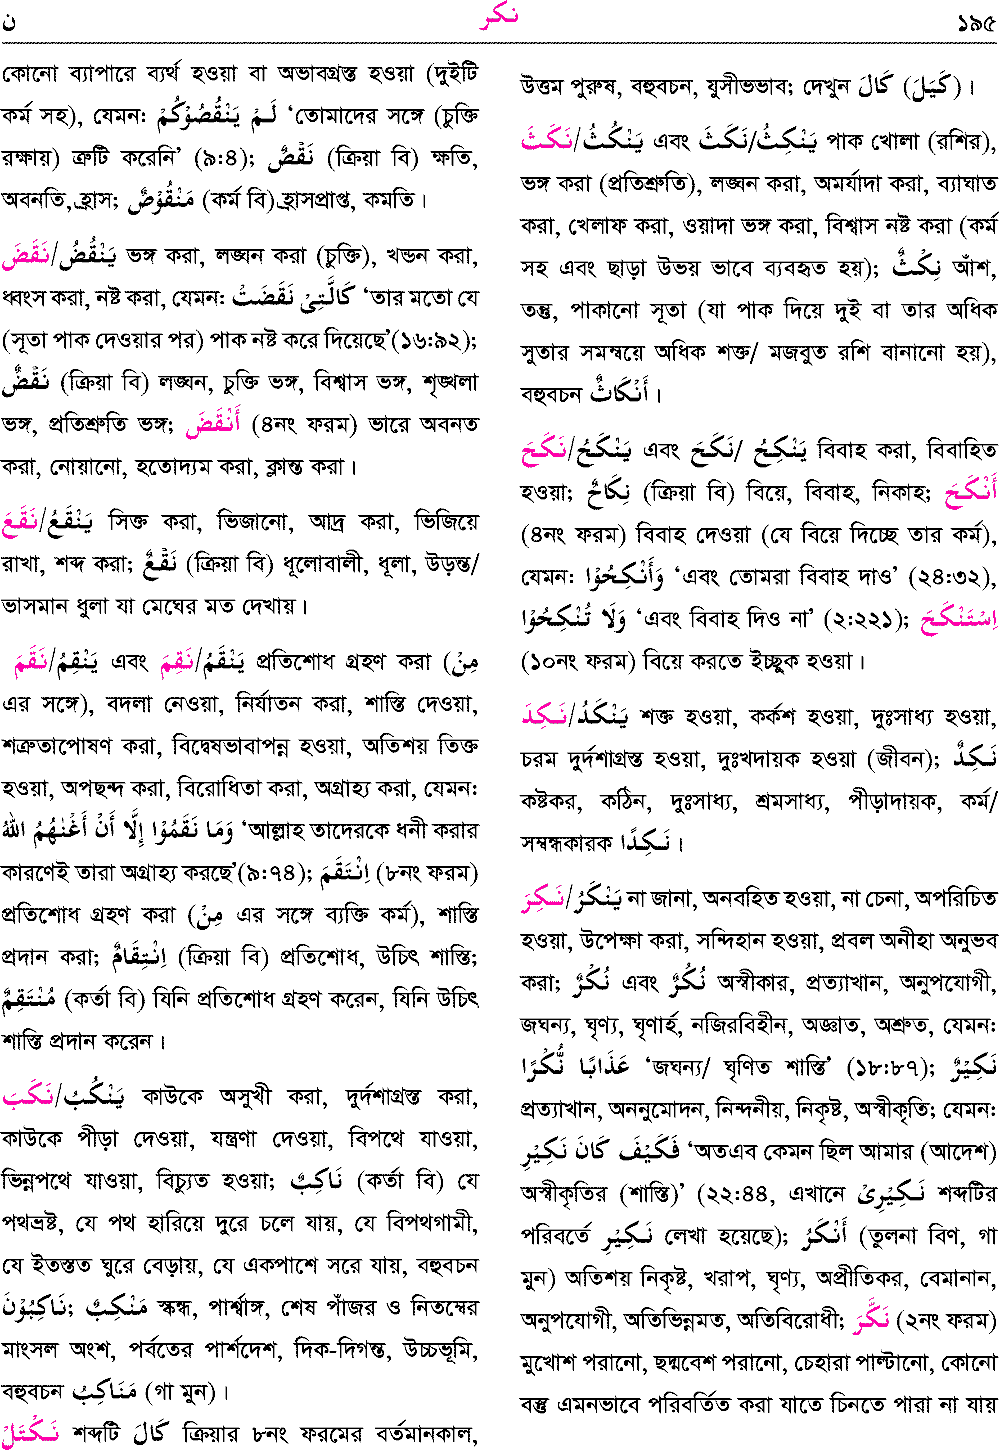 ن نكر ১৯৫
কোনো ব্যাপারে ব্যর্থ হওয়া বা অভাবগ্রস্ত হওয়া (দুইটি
কর্ম সহ), যেমন: لَمْ يَنْقُصُوْكُمْ ‘তোমাদের সঙ্গে (চুক্তি
রক্ষায়) ত্রুটি করেনি’ (৯:৪); نَقْصٌ (ক্রিয়া বি) ক্ষতি,
অবনতি, হ্রাস; مَنْقُوْصٌ (কর্ম বি) হ্রাসপ্রাপ্ত, কমতি।
نَقَضَ/يَنْقُضُ ভঙ্গ করা, লঙ্ঘন করা (চুক্তি), খন্ডন করা,
ধ্বংস করা, নষ্ট করা, যেমন: كَالَّتِىْ نَقَضَتْ ‘তার মতো যে
(সূতা পাক দেওয়ার পর) পাক নষ্ট করে দিয়েছে’(১৬:৯২);
نَقْضٌ (ক্রিয়া বি) লঙ্ঘন, চুক্তি ভঙ্গ, বিশ্বাস ভঙ্গ, শৃঙ্খলা
ভঙ্গ, প্রতিশ্রুতি ভঙ্গ; أَنْقَضَ (৪নং ফরম) ভারে অবনত
করা, নোয়ানো, হতোদ্যম করা, ক্লান্ত করা।
نَقَعَ/يَنْقَعُ সিক্ত করা, ভিজানো, আদ্র করা, ভিজিয়ে
রাখা, শব্দ করা; نَقْعٌ (ক্রিয়া বি) ধূলোবালী, ধূলা, উড়ন্ত/
ভাসমান ধুলা যা মেঘের মত দেখায়।
نَقَمَ/يَنْقِمُ এবং نَقِمَ/يَنْقَمُ প্রতিশোধ গ্রহণ করা (مِنْ
এর সঙ্গে), বদলা নেওয়া, নির্যাতন করা, শাস্তি দেওয়া,
শত্রুতাপোষণ করা, বিদ্বেষভাবাপন্ন হওয়া, অতিশয় তিক্ত
হওয়া, অপছন্দ করা, বিরোধিতা করা, অগ্রাহ্য করা, যেমন:
وَمَا نَقَمُوْا إِلَّا أَنْ أَغْنٰهُمُ اللهُ ‘আল্লাহ তাদেরকে ধনী করার
কারণেই তারা অগ্রাহ্য করছে’(৯:৭৪); اِنْتَقَمَ (৮নং ফরম)
প্রতিশোধ গ্রহণ করা (مِنْ এর সঙ্গে ব্যক্তি কর্ম), শাস্তি
প্রদান করা; اِنْتِقَامٌ (ক্রিয়া বি) প্রতিশোধ, উচিৎ শাস্তি;
مُنْتَقِمٌ (কর্তা বি) যিনি প্রতিশোধ গ্রহণ করেন, যিনি উচিৎ
শাস্তি প্রদান করেন।
نَكَبَ/يَنْكُبُ কাউকে অসুখী করা, দুর্দশাগ্রস্ত করা,
কাউকে পীড়া দেওয়া, যন্ত্রণা দেওয়া, বিপথে যাওয়া,
ভিন্নপথে যাওয়া, বিচ্যুত হওয়া; نَاكِبٌ (কর্তা বি) যে
পথভ্রষ্ট, যে পথ হারিয়ে দুরে চলে যায়, যে বিপথগামী,
যে ইতস্তত ঘুরে বেড়ায়, যে একপাশে সরে যায়, বহুবচন
نَاكِبُوْنَ; مَنْكِبٌ স্কন্ধ, পার্শ্বাঙ্গ, শেষ পাঁজর ও নিতম্বের
মাংসল অংশ, পর্বতের পার্শদেশ, দিক-দিগন্ত, উচ্চভূমি,
বহুবচন مَنَاكِبُ (গা মুন)।
نَكْتَلْ শব্দটি كَالَ ক্রিয়ার ৮নং ফরমের বর্তমানকাল,
উত্তম পুরুষ, বহুবচন, যুসীভভাব; দেখুন كَالَ (كَيَلَ)।
نَكَثَ/يَنْكُثُ এবং نَكَثَ/يَنْكِثُ পাক খোলা (রশির),
ভঙ্গ করা (প্রতিশ্রুতি), লঙ্ঘন করা, অমর্যাদা করা, ব্যাঘাত
করা, খেলাফ করা, ওয়াদা ভঙ্গ করা, বিশ্বাস নষ্ট করা (কর্ম
সহ এবং ছাড়া উভয় ভাবে ব্যবহৃত হয়); نِكْثٌ আঁশ,
তন্তু, পাকানো সূতা (যা পাক দিয়ে দুই বা তার অধিক
সুতার সমন্বয়ে অধিক শক্ত/ মজবুত রশি বানানো হয়),
বহুবচন أَنْكَاثٌ।
نَكَحَ/يَنْكَحُ এবং نَكَحَ/ يَنْكِحُ বিবাহ করা, বিবাহিত
হওয়া; نِكَاحٌ (ক্রিয়া বি) বিয়ে, বিবাহ, নিকাহ; أَنْكَحَ
(৪নং ফরম) বিবাহ দেওয়া (যে বিয়ে দিচ্ছে তার কর্ম),
যেমন: وَأَنْكِحُوْا ‘এবং তোমরা বিবাহ দাও’ (২৪:৩২),
وَلَا تُنْكِحُوْا ‘এবং বিবাহ দিও না’ (২:২২১); اِسْتَنْكَحَ
(১০নং ফরম) বিয়ে করতে ইচ্ছুক হওয়া।
نَكِدَ/يَنْكَدُ শক্ত হওয়া, কর্কশ হওয়া, দুঃসাধ্য হওয়া,
চরম দুর্দশাগ্রস্ত হওয়া, দুঃখদায়ক হওয়া (জীবন); نَكِدٌ
কষ্টকর, কঠিন, দুঃসাধ্য, শ্রমসাধ্য, পীড়াদায়ক, কর্ম/
সম্বন্ধকারক نَكِدًا।
نَكِرَ/يَنْكَرُ না জানা, অনবহিত হওয়া, না চেনা, অপরিচিত
হওয়া, উপেক্ষা করা, সন্দিহান হওয়া, প্রবল অনীহা অনুভব
করা; نُكْرٌ এবং نُكُرٌ অস্বীকার, প্রত্যাখান, অনুপযোগী,
জঘন্য, ঘৃণ্য, ঘৃণার্হ, নজিরবিহীন, অজ্ঞাত, অশ্রুত, যেমন:
عَذَابًا نُّكْرًا ‘জঘন্য/ ঘৃণিত শাস্তি’ (১৮:৮৭); نَكِيْرٌ
প্রত্যাখান, অননুমোদন, নিন্দনীয়, নিকৃষ্ট, অস্বীকৃতি; যেমন:
فَكَيْفَ كَانَ نَكِيْرِ ‘অতএব কেমন ছিল আমার (আদেশ)
অস্বীকৃতির (শাস্তি)’ (২২:৪৪, এখানে نَكِيْرِىْ শব্দটির
পরিবর্তে نَكِيْرِ লেখা হয়েছে); أَنْكَرُ (তুলনা বিণ, গা
মুন) অতিশয় নিকৃষ্ট, খরাপ, ঘৃণ্য, অপ্রীতিকর, বেমানান,
অনুপযোগী, অতিভিন্নমত, অতিবিরোধী; نَكَّرَ (২নং ফরম)
মুখোশ পরানো, ছদ্মবেশ পরানো, চেহারা পাল্টানো, কোনো
বস্তু এমনভাবে পরিবর্তিত করা যাতে চিনতে পারা না যায়